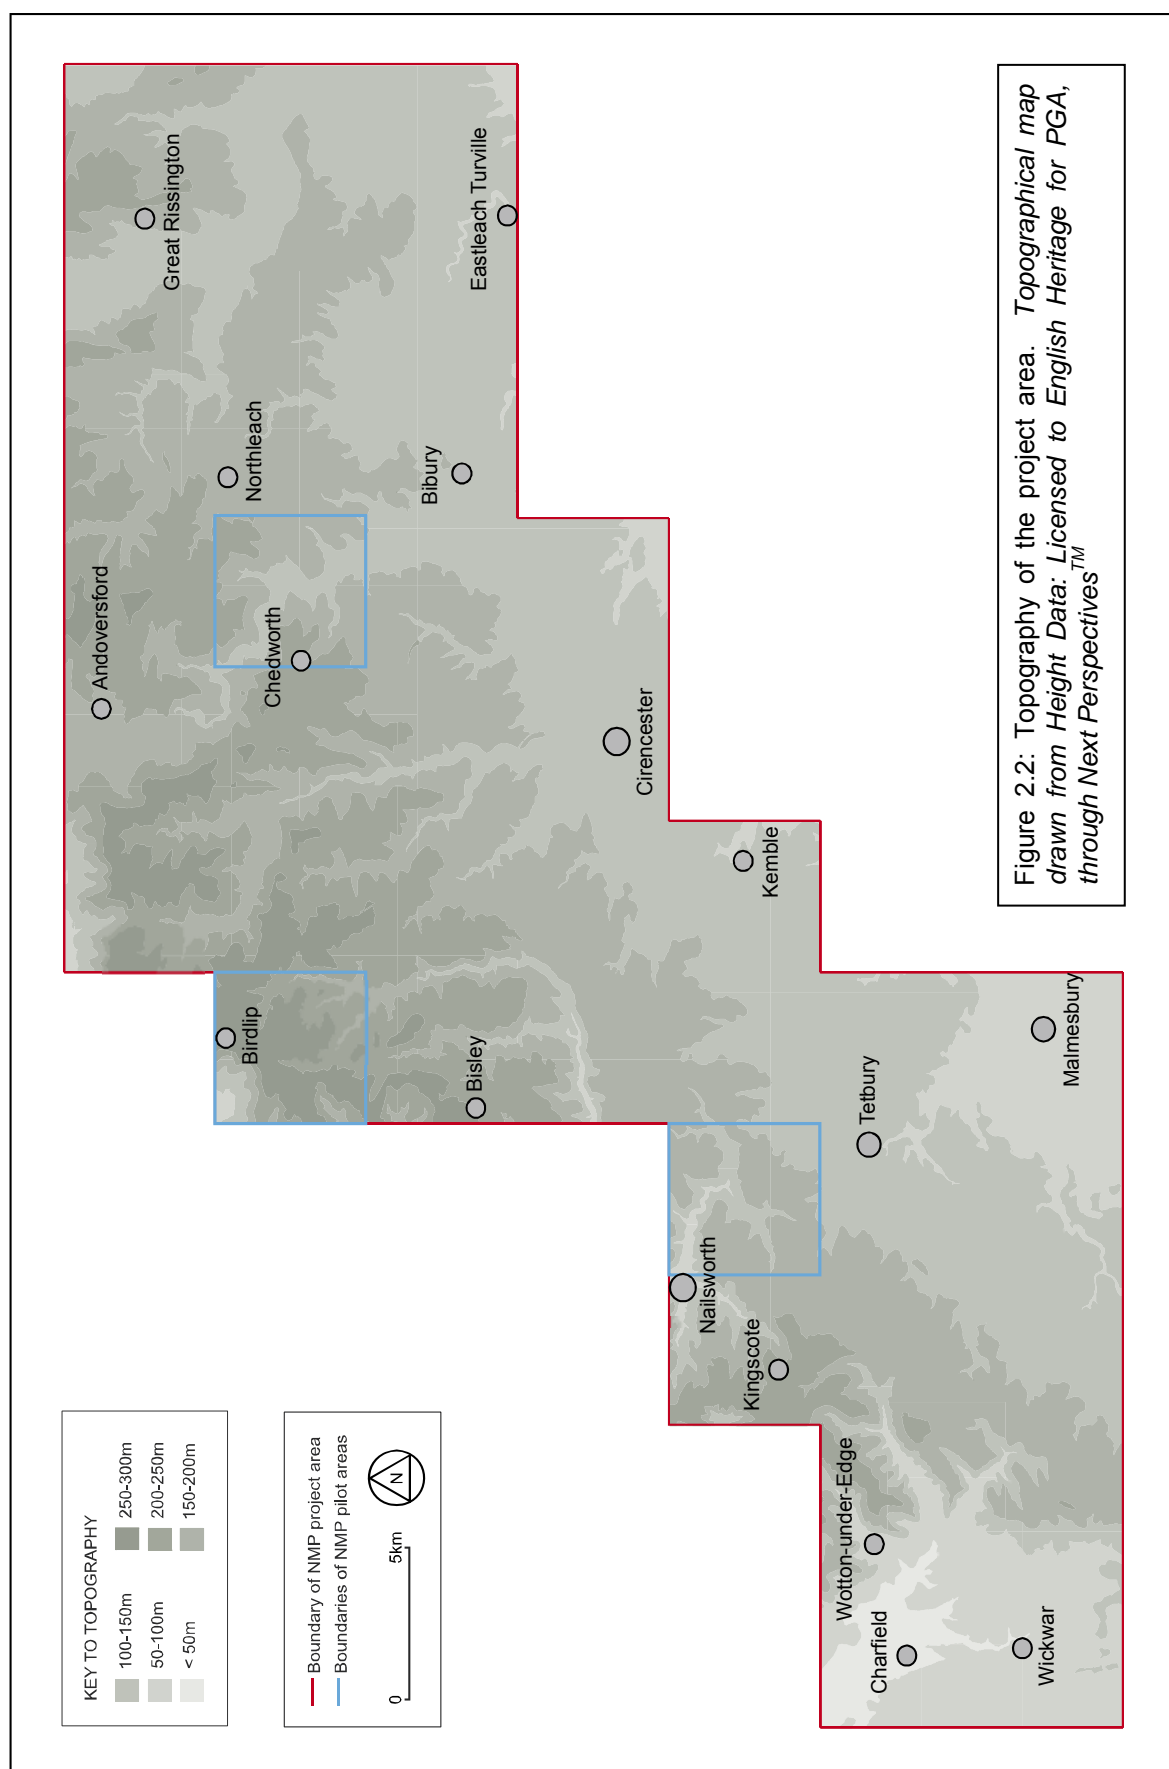 KEY TO TOPOGRAPHY
100-150m
250-300m
50-100m
200-250m
< 50m
150-200m
Boundary of NMP project area
Boundaries of NMP pilot areas
N
0
5km
Andoversford
Great Rissington
Northleach
Birdlip
Chedworth
Bibury
Eastleach Turville
Bisley
Cirencester
Nailsworth
Kemble
Kingscote
Wotton-under-Edge
Tetbury
Charfield
Wickwar
Malmesbury
Figure 2.2: Topography of the project area. Topographical map
drawn from Height Data: Licensed to English Heritage for PGA,
through Next Perspectives™